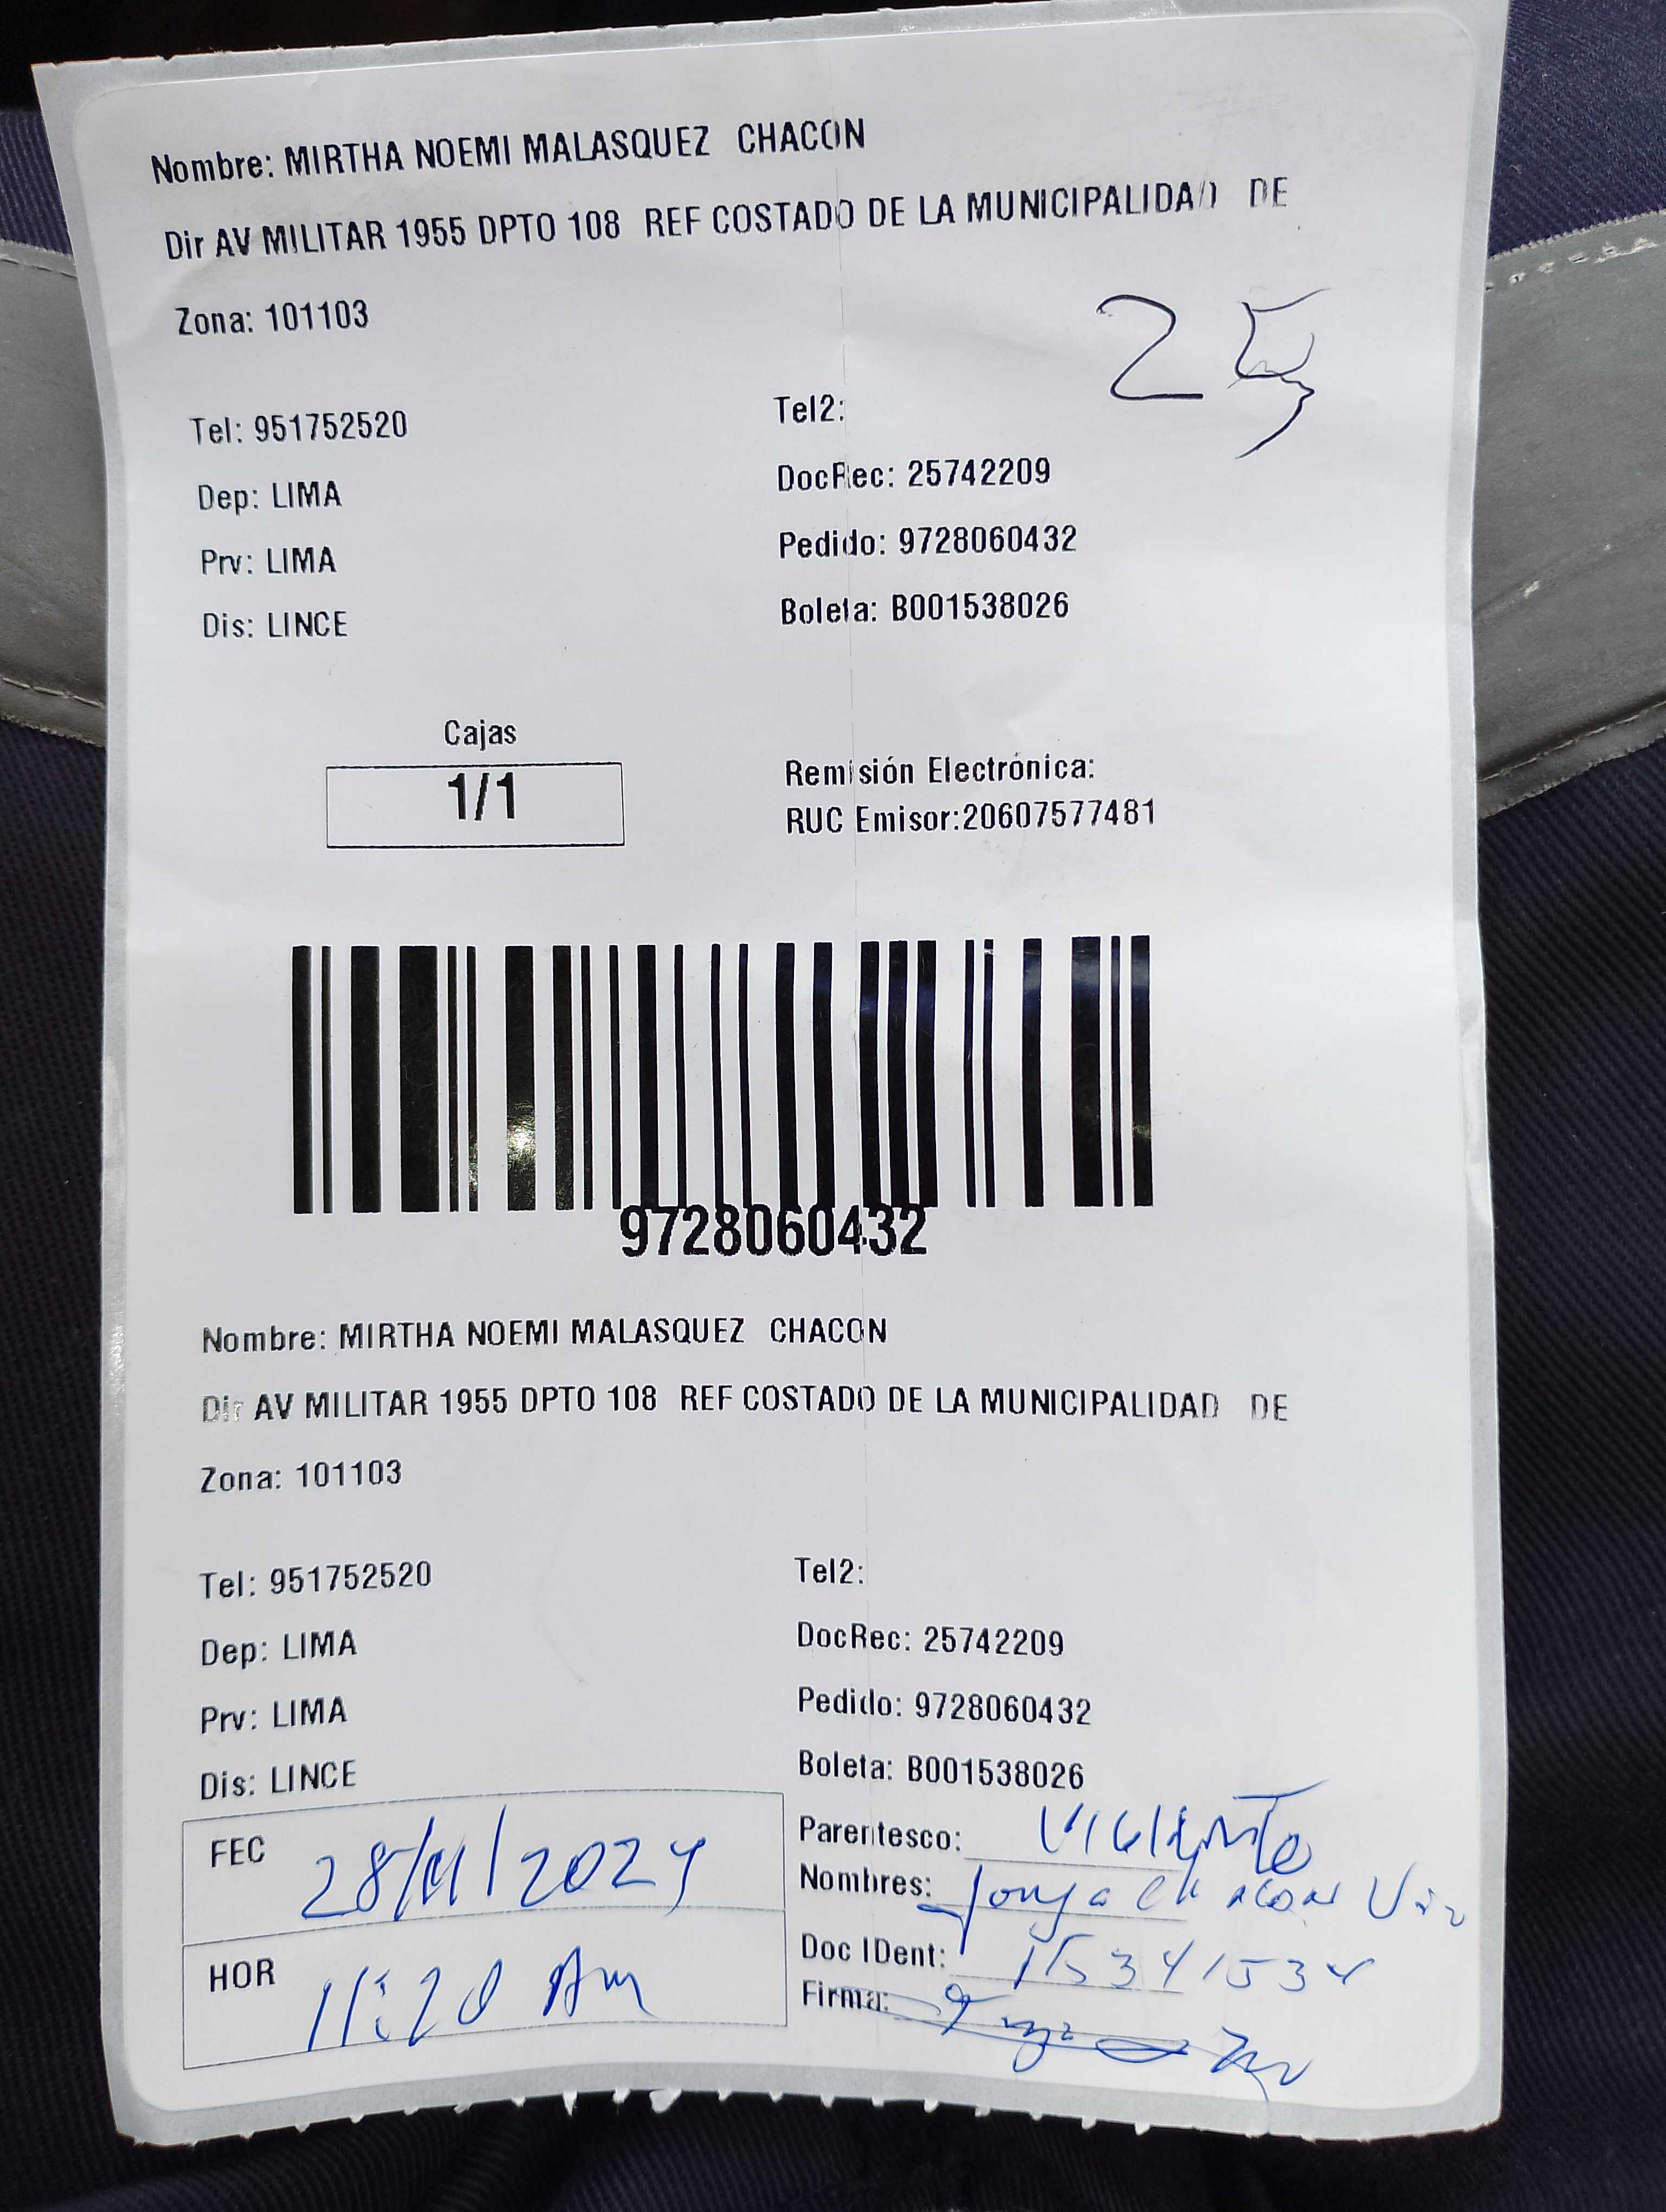 Nombre: MIRTHA NOEMI MALASQUEZ CHACON
Dir AV MILITAR 1955 DPTO 108 REF COSTADO DE LA MUNICIPALIDAD DE
25
Zona: 101103
Tel: 951752520 Tel2:
Dep: LIMA DocRec: 25742209
Prv: LIMA Pedido: 9728060432
Dis: LINCE Boleta: B001538026
Cajas
1/1
Remisión Electrónica:
RUC Emisor:20607577481
9728060432
Nombre: MIRTHA NOEMI MALASQUEZ CHACON
Dir AV MILITAR 1955 DPTO 108 REF COSTADO DE LA MUNICIPALIDAD DE
Zona: 101103
Tel: 951752520 Tel2:
Dep: LIMA DocRec: 25742209
Prv: LIMA Pedido: 9728060432
Dis: LINCE Boleta: B001538026
FEC 28/11/2024
Parentesco: VIGILANTe
Nombres:
HOR 11:20 Am
Doc IDent:
Firma: